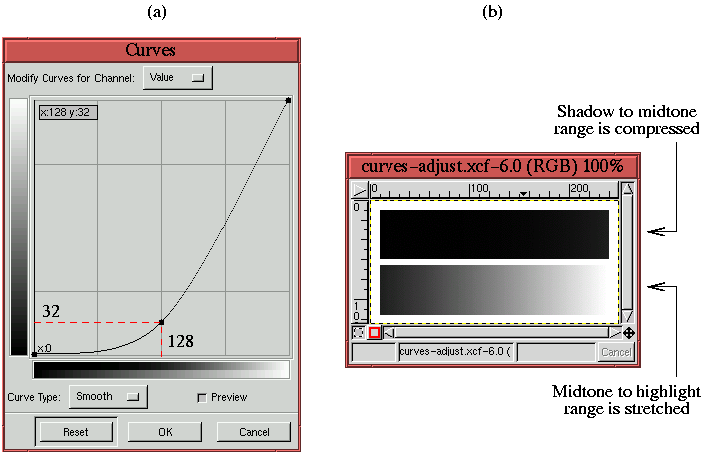 (a)
Curves
Modify Curves for Channel: Value
x:128 y:32
32
128
x:0
Curve Type: Smooth Preview
Reset OK Cancel
(b)
Shadow to midtone
range is compressed
curves-adjust.xcf-6.0 (RGB) 100%
0 100 200
0
10
curves-adjust.xcf-6.0 ( Cancel
Midtone to highlight
range is stretched